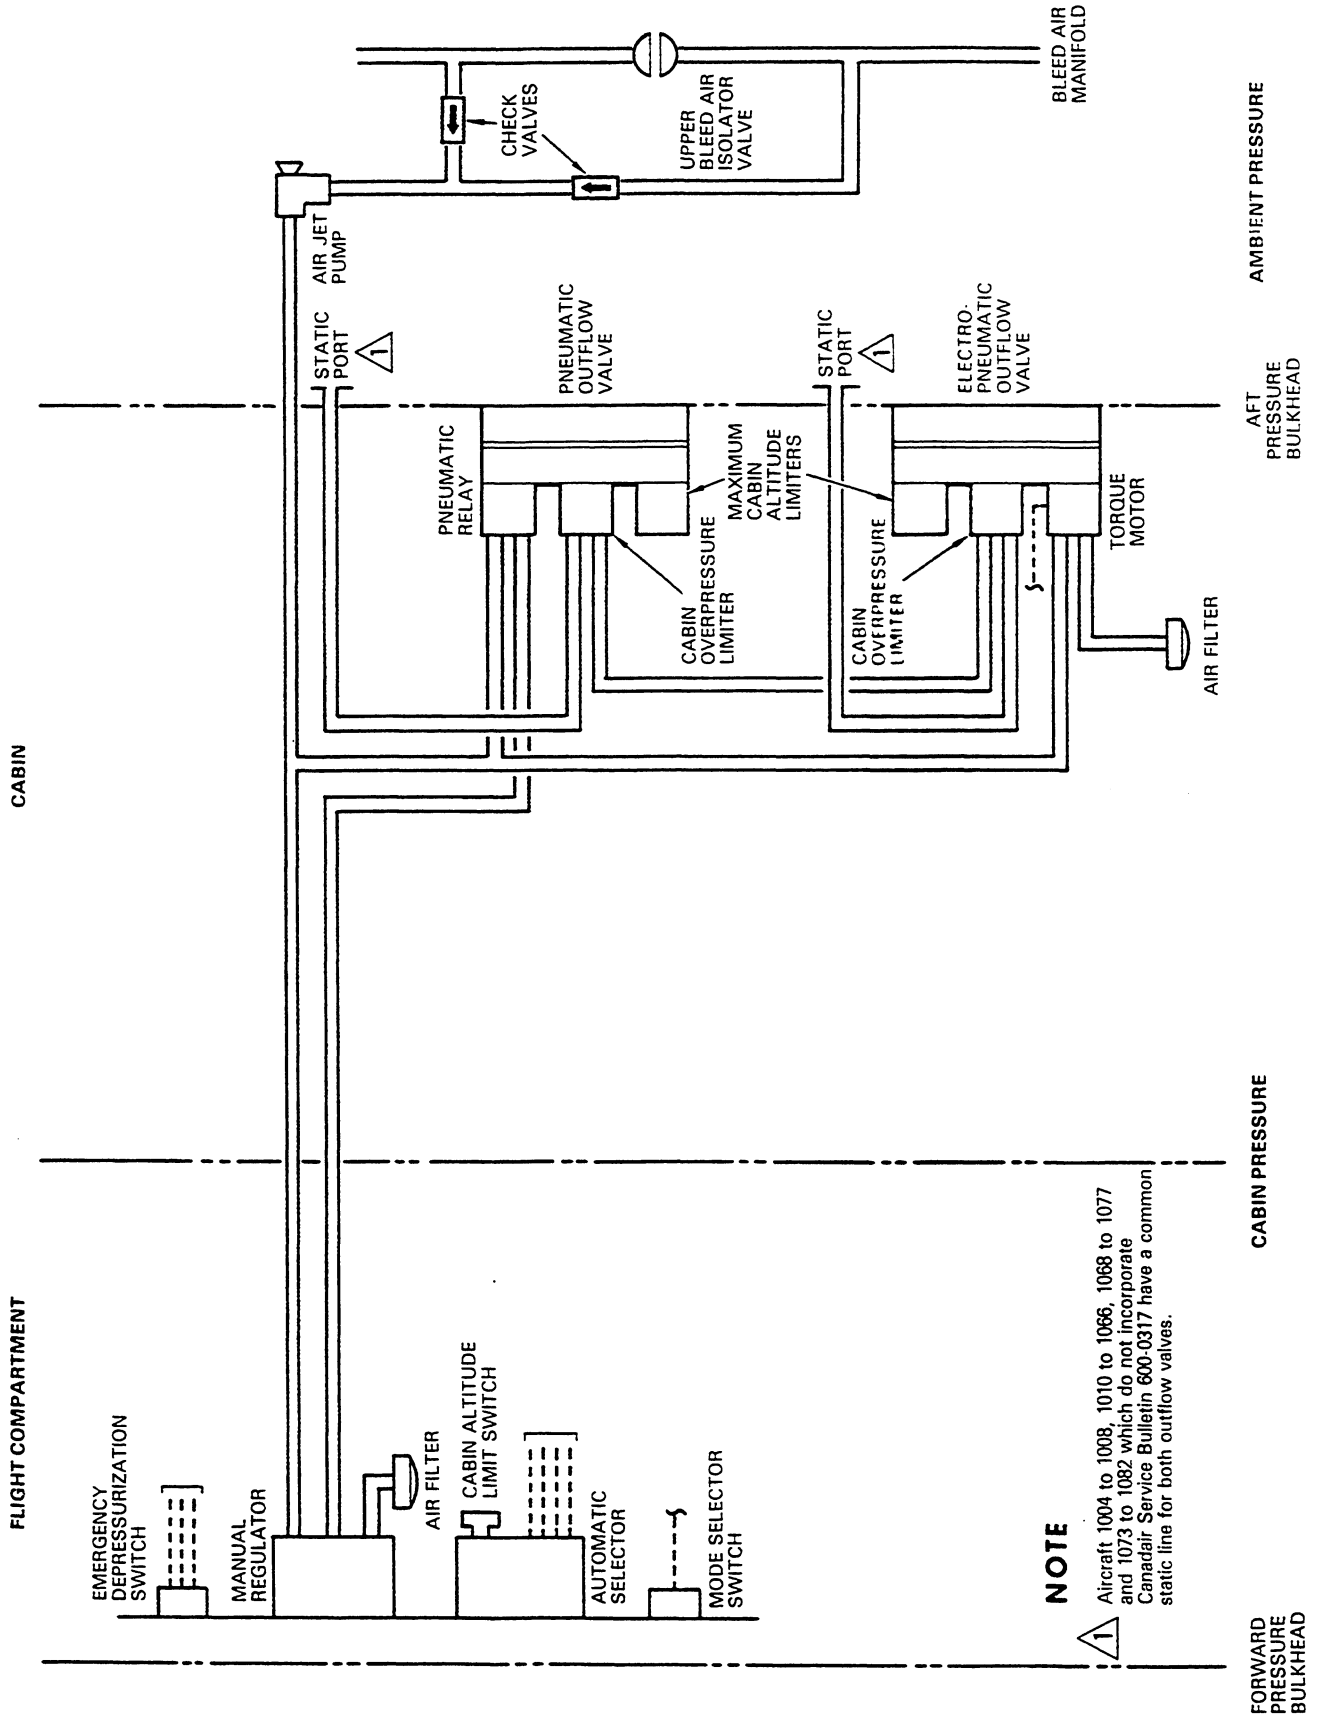 FLIGHT COMPARTMENT
CABIN
EMERGENCY
DEPRESSURIZATION
SWITCH
MANUAL
REGULATOR
AIR FILTER
CABIN ALTITUDE
LIMIT SWITCH
AUTOMATIC
SELECTOR
MODE SELECTOR
SWITCH
AIR JET
PUMP
STATIC
PORT
1
CHECK
VALVES
UPPER
BLEED AIR
ISOLATOR
VALVE
BLEED AIR
MANIFOLD
PNEUMATIC
RELAY
PNEUMATIC
OUTFLOW
VALVE
CABIN
OVERPRESSURE
LIMITER
MAXIMUM
CABIN
ALTITUDE
LIMITERS
STATIC
PORT
1
CABIN
OVERPRESSURE
LIMITER
ELECTRO-
PNEUMATIC
OUTFLOW
VALVE
TORQUE
MOTOR
AIR FILTER
NOTE
1
Aircraft 1004 to 1008, 1010 to 1066, 1068 to 1077
and 1073 to 1082 which do not incorporate
Canadair Service Bulletin 600-0317 have a common
static line for both outflow valves.
FORWARD
PRESSURE
BULKHEAD
CABIN PRESSURE
AFT
PRESSURE
BULKHEAD
AMBIENT PRESSURE